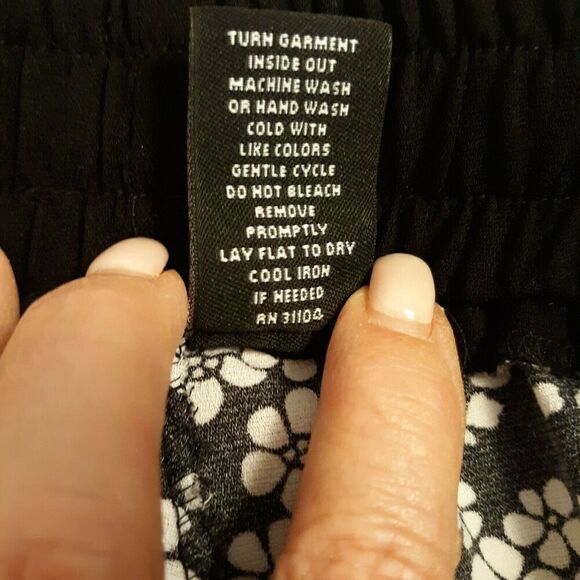 TURN GARMENT
INSIDE OUT
MACHINE WASH
OR HAND WASH
COLD WITH
LIKE COLORS
GENTLE CYCLE
DO NOT BLEACH
REMOVE
PROMPTLY
LAY FLAT TO DRY
COOL IRON
IF NEEDED
RN 31104